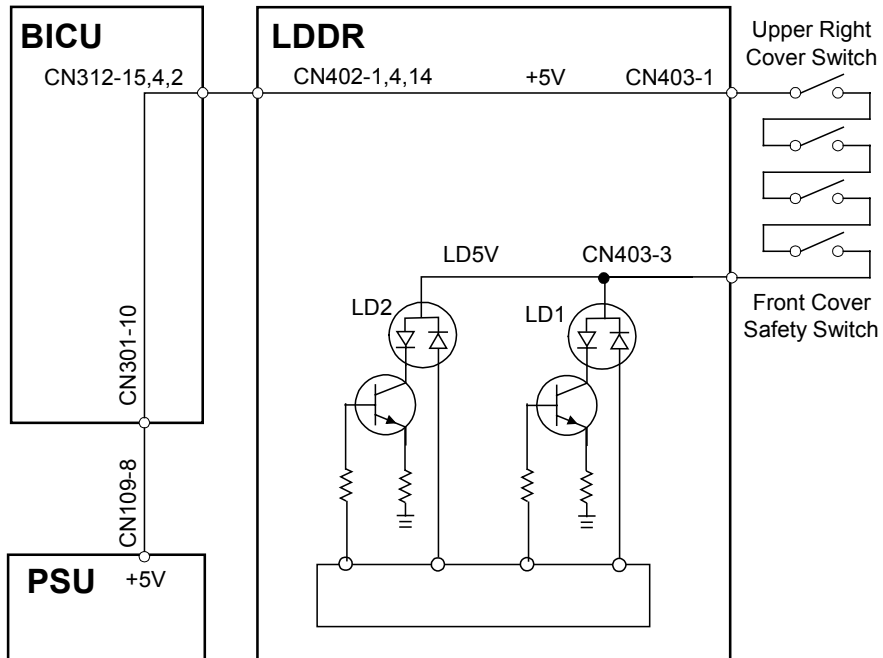 BICU
LDDR
Upper Right
Cover Switch
CN312-15,4,2
CN402-1,4,14
+5V
CN403-1
LD5V
CN403-3
LD2
LD1
Front Cover
Safety Switch
CN301-10
CN109-8
PSU
+5V